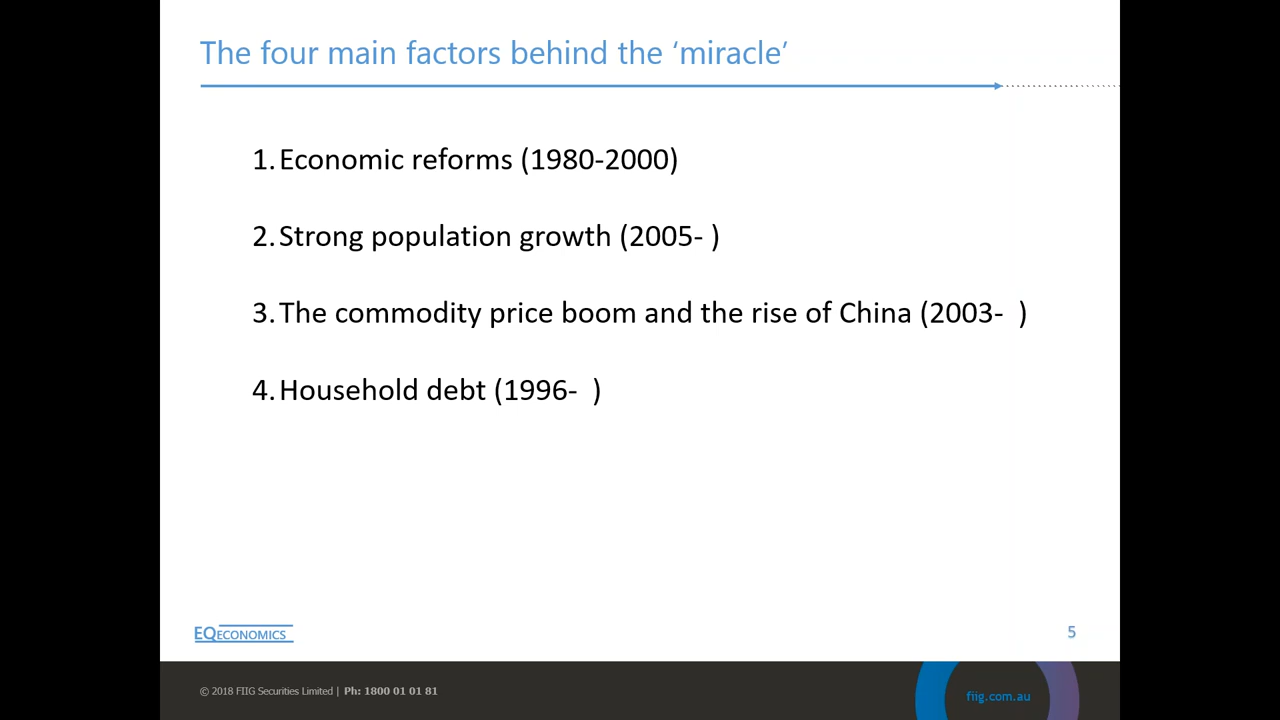 The four main factors behind the ‘miracle’
1. Economic reforms (1980-2000)
2. Strong population growth (2005- )
3. The commodity price boom and the rise of China (2003-  )
4. Household debt (1996-  )
EQECONOMICS
5
© 2018 FIIG Securities Limited | Ph: 1800 01 01 81
fiig.com.au